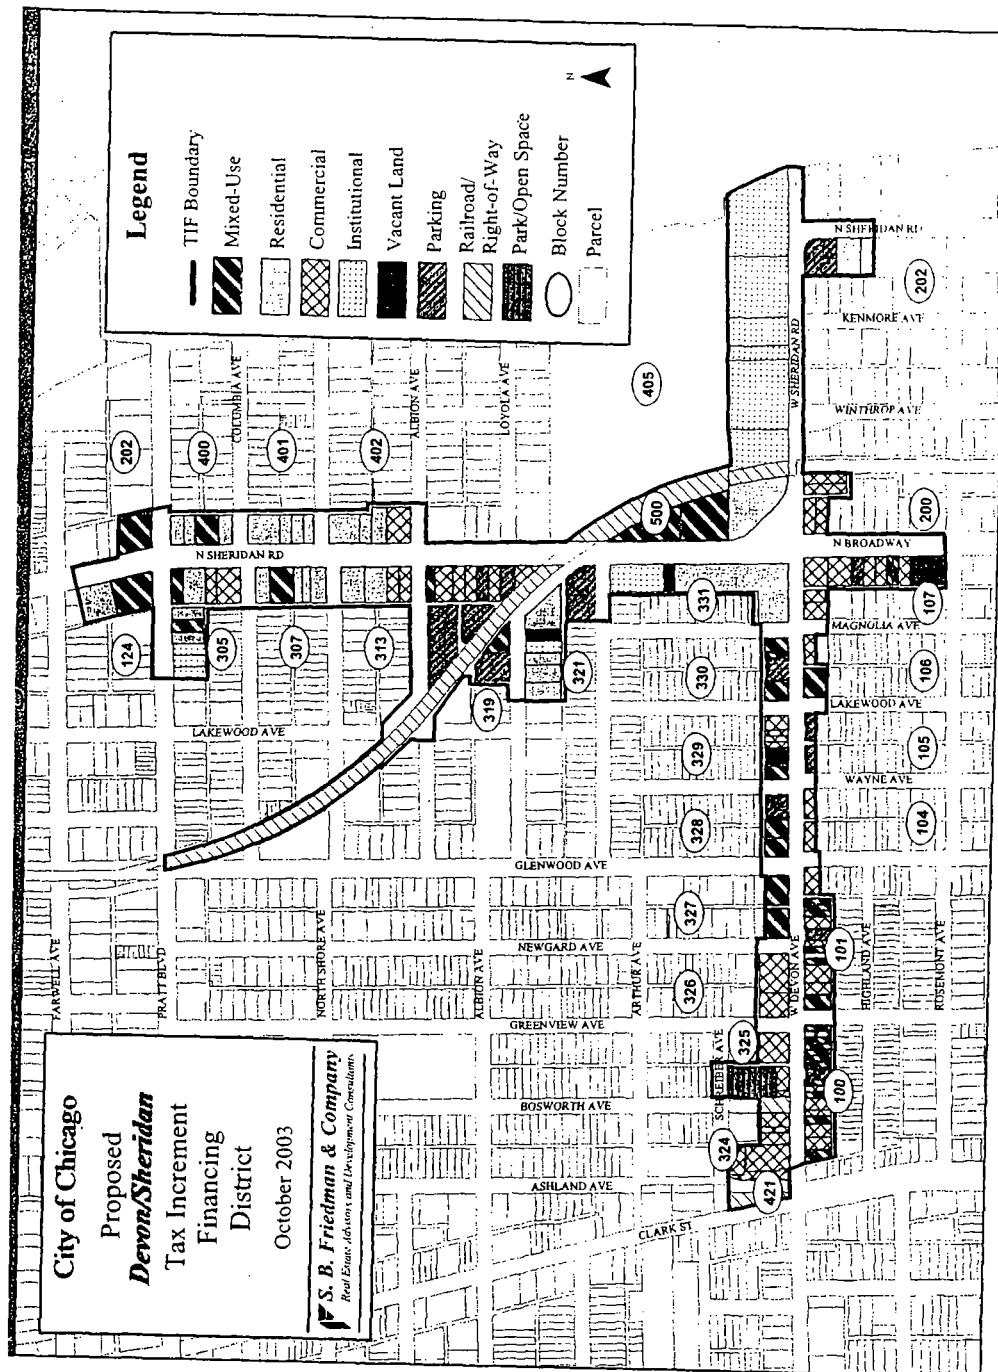 City of Chicago
Proposed
Devon/Sheridan
Tax Increment
Financing
District
October 2003
S. B. Friedman & Company
Real Estate Advisors and Development Consultants
Legend
N
TIF Boundary
Mixed-Use
Residential
Commercial
Institutional
Vacant Land
Parking
Railroad/
Right-of-Way
Park/Open Space
Block Number
Parcel
FARWELL AVE
PRATT BLVD
NORTH SHORE AVE
ALBION AVE
ARTHUR AVE
SCHREIBER AVE
W DEVON AVE
HIGHLAND AVE
ROSEMONT AVE
CLARK ST
ASHLAND AVE
BOSWORTH AVE
GREENVIEW AVE
NEWGARD AVE
GLENWOOD AVE
WAYNE AVE
LAKEWOOD AVE
LAKEWOOD AVE
MAGNOLIA AVE
N BROADWAY
N SHERIDAN RD
COLUMBIA AVE
ALBION AVE
LOYOLA AVE
W SHERIDAN RD
WINTHROP AVE
KENMORE AVE
N SHERIDAN RD
202
400
401
402
405
124
305
307
313
319
321
500
331
330
329
328
327
326
325
324
421
100
101
104
105
106
107
200
202